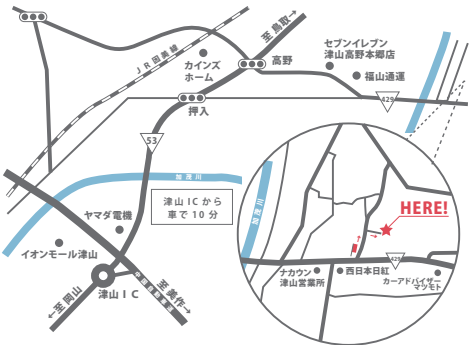 至鳥取→
JR因美線
カインズ
ホーム
高野
セブンイレブン
津山高野本郷店
福山通運
押入
429
53
加茂川
津山ICから
車で10分
ヤマダ電機
イオンモール津山
津山IC
中国自動車道
至美作→
←至岡山
加茂川
HERE!
429
ナカウン
津山営業所
西日本日紅
カーアドバイザー
マツモト